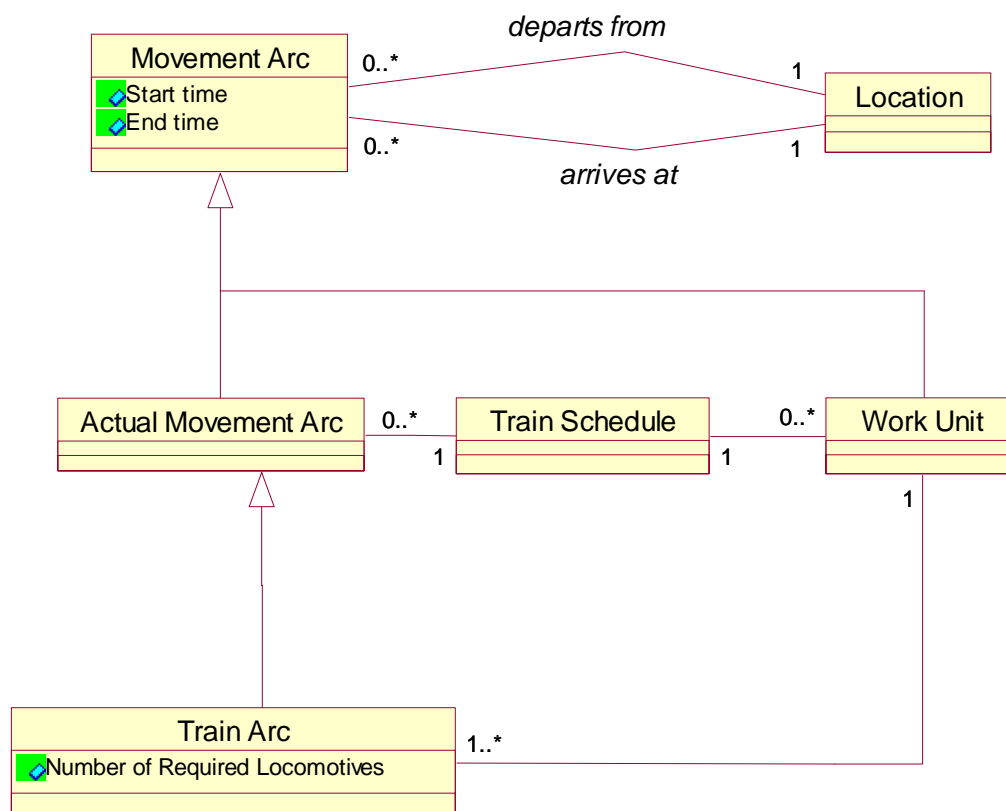 departs from
Movement Arc
0..*
1
Start time
Location
End time
0..*
1
arrives at
Actual Movement Arc
0..*
Train Schedule
0..*
Work Unit
1
1
1
Train Arc
1..*
Number of Required Locomotives